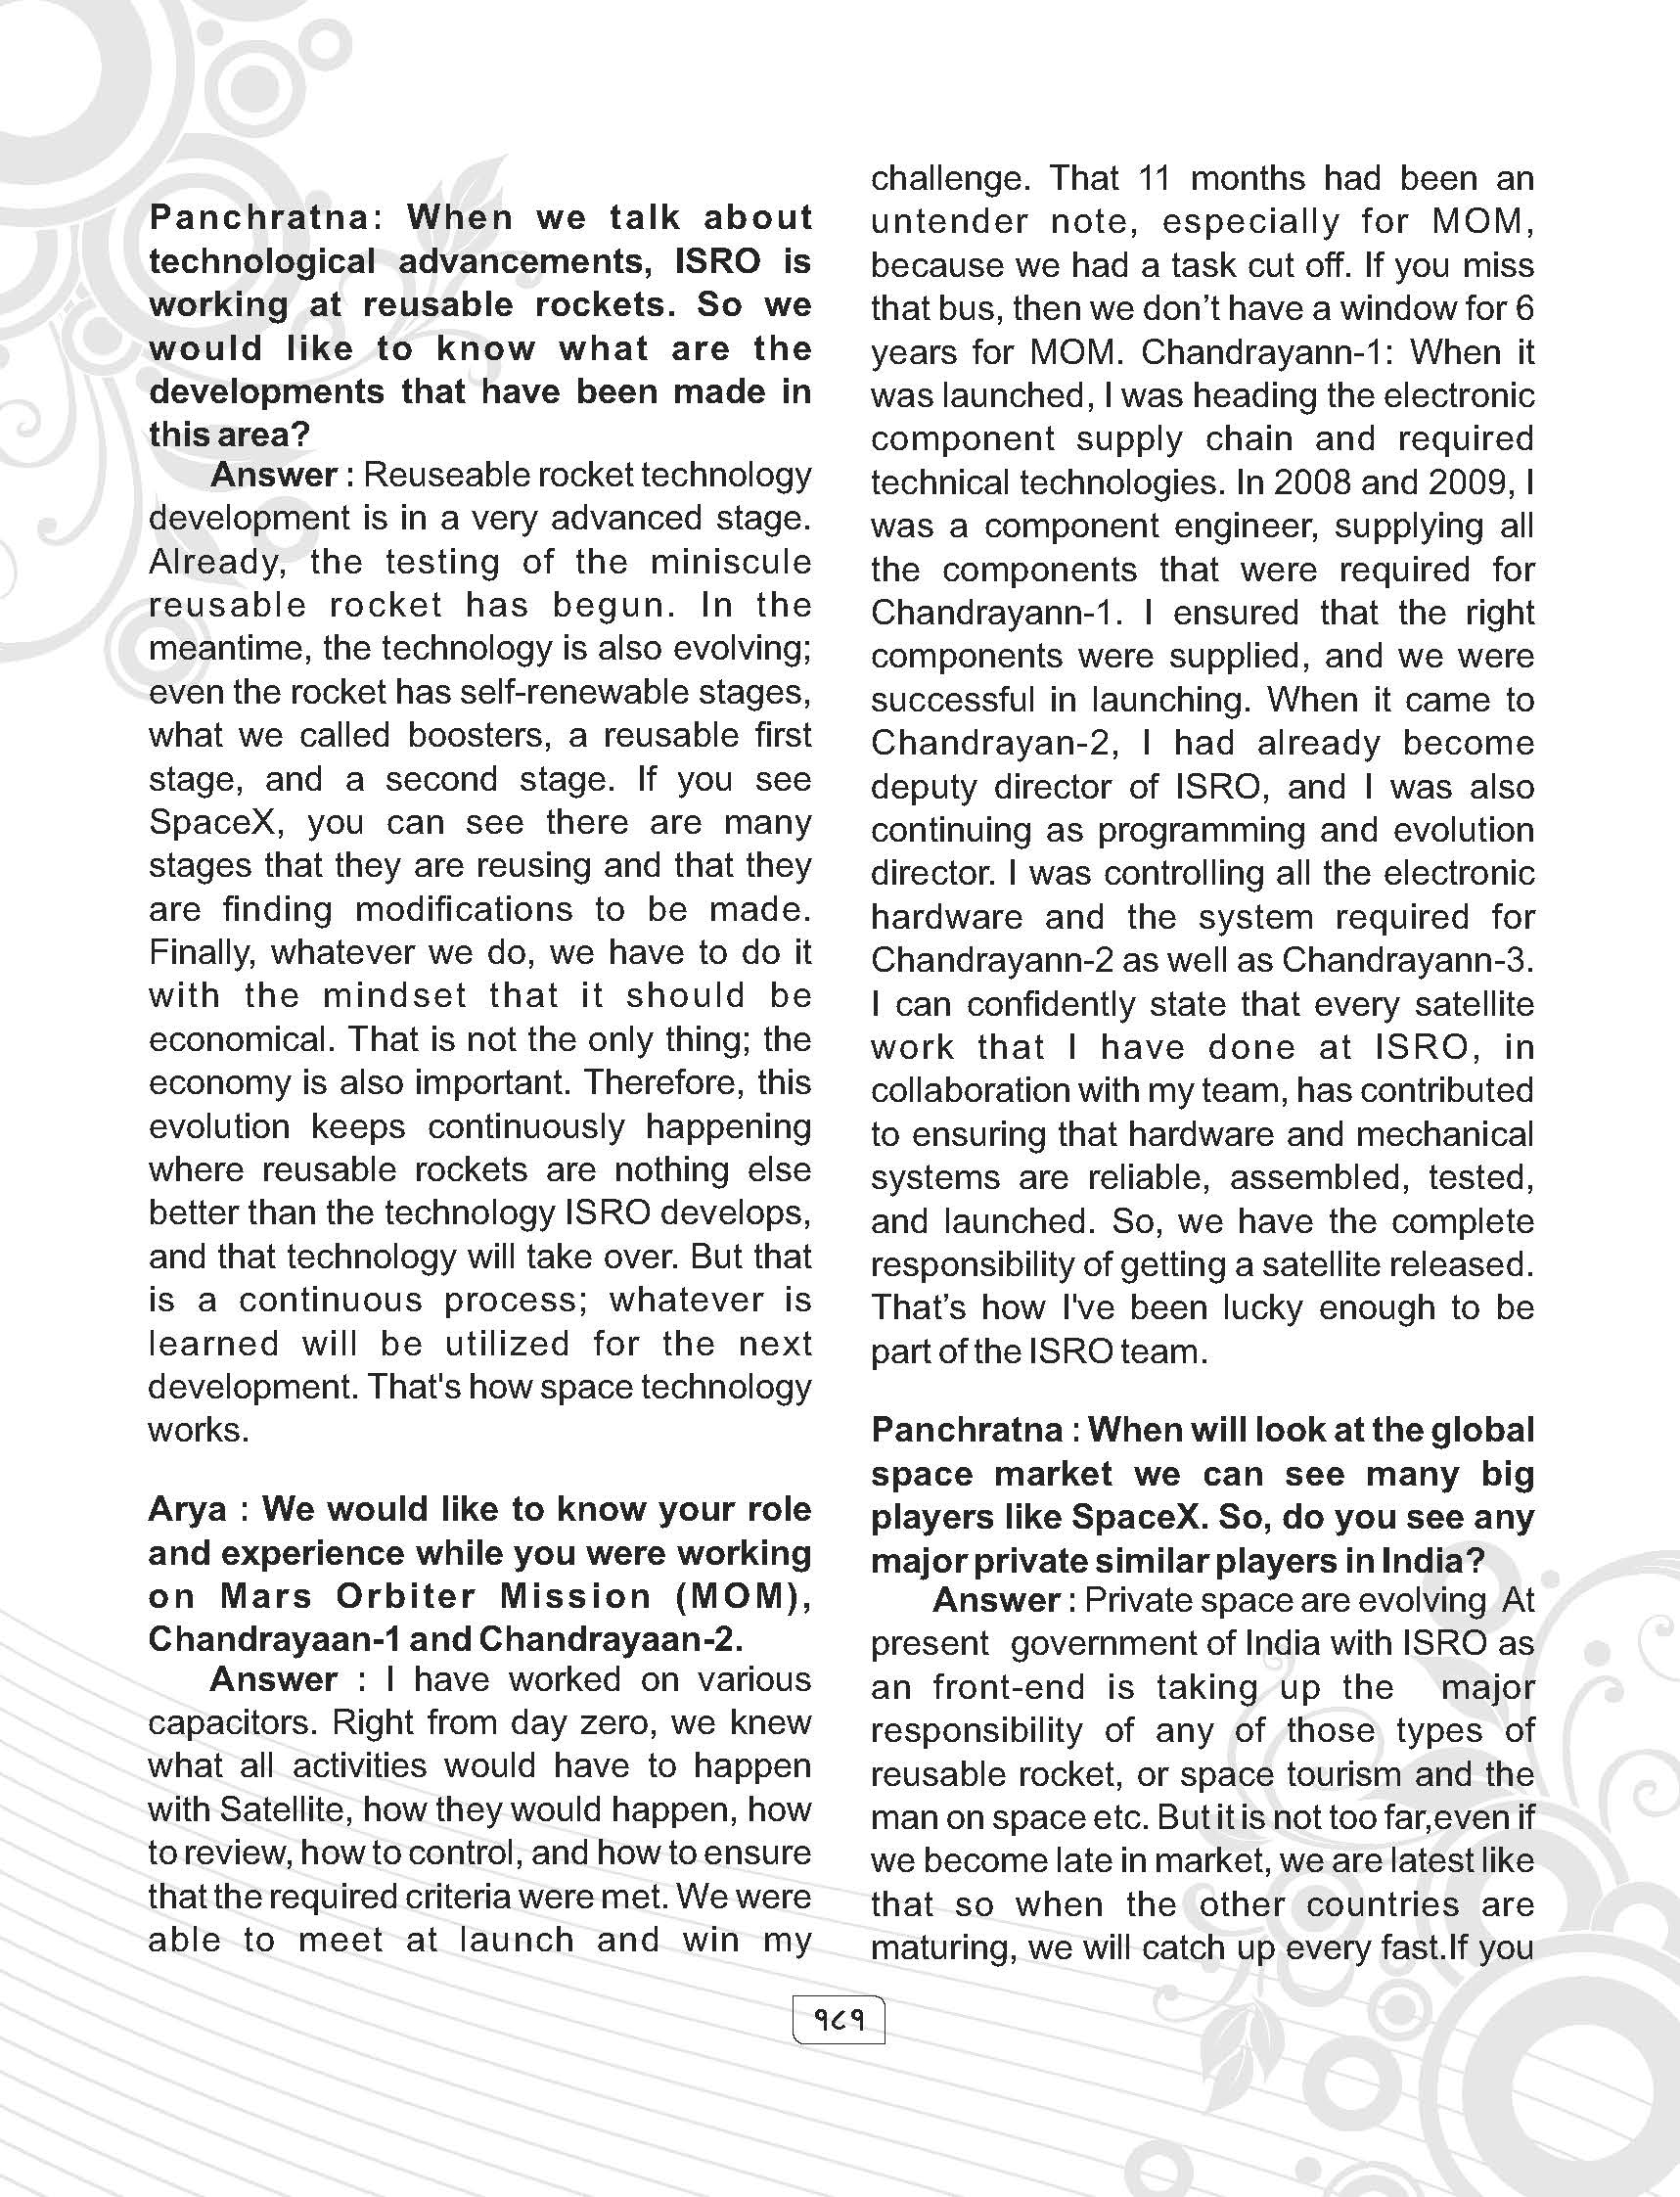 Panchratna: When we talk about
technological advancements, ISRO is
working at reusable rockets. So we
would like to know what are the
developments that have been made in
this area?
Answer : Reuseable rocket technology
development is in a very advanced stage.
Already, the testing of the miniscule
reusable rocket has begun. In the
meantime, the technology is also evolving;
even the rocket has self-renewable stages,
what we called boosters, a reusable first
stage, and a second stage. If you see
SpaceX, you can see there are many
stages that they are reusing and that they
are finding modifications to be made.
Finally, whatever we do, we have to do it
with the mindset that it should be
economical. That is not the only thing; the
economy is also important. Therefore, this
evolution keeps continuously happening
where reusable rockets are nothing else
better than the technology ISRO develops,
and that technology will take over. But that
is a continuous process; whatever is
learned will be utilized for the next
development. That's how space technology
works.
Arya : We would like to know your role
and experience while you were working
on Mars Orbiter Mission (MOM),
Chandrayaan-1 and Chandrayaan-2.
Answer : I have worked on various
capacitors. Right from day zero, we knew
what all activities would have to happen
with Satellite, how they would happen, how
to review, how to control, and how to ensure
that the required criteria were met. We were
able to meet at launch and win my
challenge. That 11 months had been an
untender note, especially for MOM,
because we had a task cut off. If you miss
that bus, then we don’t have a window for 6
years for MOM. Chandrayann-1: When it
was launched, I was heading the electronic
component supply chain and required
technical technologies. In 2008 and 2009, I
was a component engineer, supplying all
the components that were required for
Chandrayann-1. I ensured that the right
components were supplied, and we were
successful in launching. When it came to
Chandrayan-2, I had already become
deputy director of ISRO, and I was also
continuing as programming and evolution
director. I was controlling all the electronic
hardware and the system required for
Chandrayann-2 as well as Chandrayann-3.
I can confidently state that every satellite
work that I have done at ISRO, in
collaboration with my team, has contributed
to ensuring that hardware and mechanical
systems are reliable, assembled, tested,
and launched. So, we have the complete
responsibility of getting a satellite released.
That’s how I've been lucky enough to be
part of the ISRO team.
Panchratna : When will look at the global
space market we can see many big
players like SpaceX. So, do you see any
major private similar players in India?
Answer : Private space are evolving At
present government of India with ISRO as
an front-end is taking up the major
responsibility of any of those types of
reusable rocket, or space tourism and the
man on space etc. But it is not too far,even if
we become late in market, we are latest like
that so when the other countries are
maturing, we will catch up every fast.If you
१८१